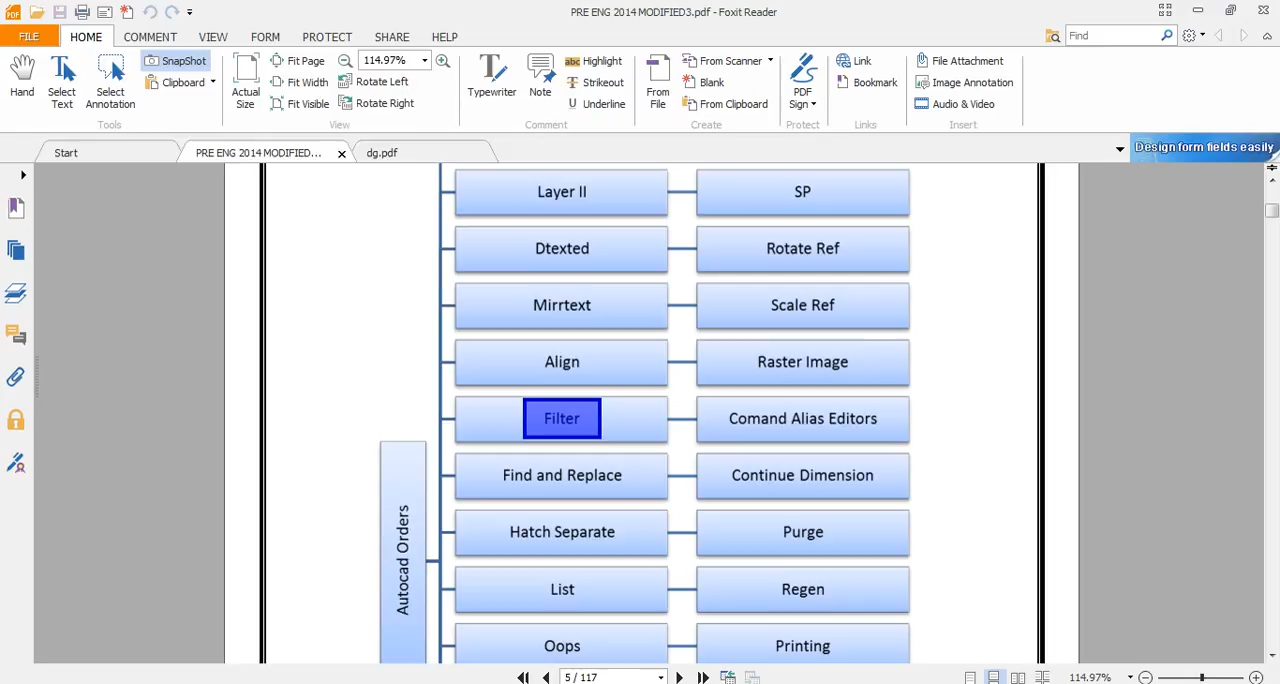 PRE ENG 2014 MODIFIED3.pdf - Foxit Reader
FILE HOME COMMENT VIEW FORM PROTECT SHARE HELP
Find
Hand
Select
Text
Select
Annotation
SnapShot
Clipboard
Tools
Actual
Size
Fit Page
Fit Width
Fit Visible
114.97%
Rotate Left
Rotate Right
View
Typewriter
Note
Highlight
Strikeout
Underline
Comment
From
File
From Scanner
Blank
From Clipboard
Create
PDF
Sign
Protect
Link
Bookmark
Links
File Attachment
Image Annotation
Audio & Video
Insert
Start
PRE ENG 2014 MODIFIED...
dg.pdf
Design form fields easily
Layer II SP
Dtexted Rotate Ref
Mirrtext Scale Ref
Align Raster Image
Filter Comand Alias Editors
Find and Replace Continue Dimension
Hatch Separate Purge
List Regen
Oops Printing
Autocad Orders
5 / 117
114.97%